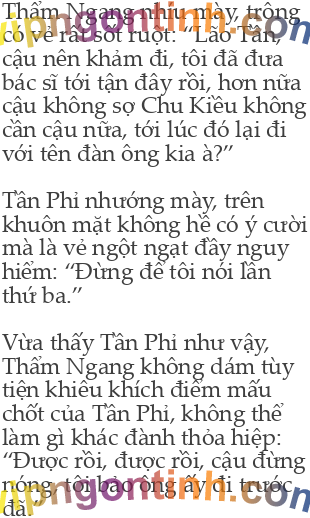 Thẩm Ngang nhíu mày, trông
có vẻ rất sốt ruột: “Lão Tần,
cậu nên khám đi, tôi đã đưa
bác sĩ tới tận đây rồi, hơn nữa
cậu không sợ Chu Kiều không
cần cậu nữa, tới lúc đó lại đi
với tên đàn ông kia à?”
Tần Phỉ nhướng mày, trên
khuôn mặt không hề có ý cười
mà là vẻ ngột ngạt đầy nguy
hiểm: “Đừng để tôi nói lần
thứ ba.”
Vừa thấy Tần Phỉ như vậy,
Thẩm Ngang không dám tùy
tiện khiêu khích điểm mấu
chốt của Tần Phỉ, không thể
làm gì khác đành thỏa hiệp:
“Được rồi, được rồi, cậu đừng
nóng, tôi bảo ông ấy đi trước
đã.”
vipngontinh.com
vipngontinh.com